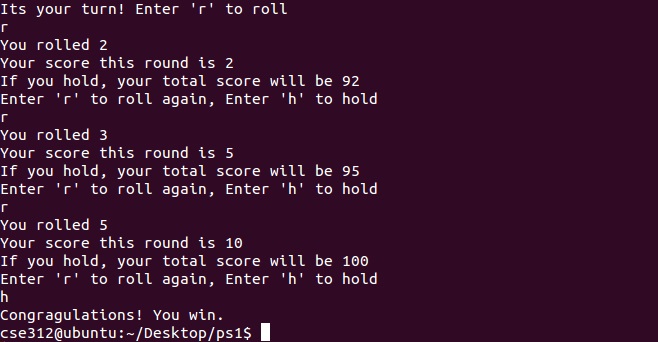 Its your turn! Enter 'r' to roll
r
You rolled 2
Your score this round is 2
If you hold, your total score will be 92
Enter 'r' to roll again, Enter 'h' to hold
r
You rolled 3
Your score this round is 5
If you hold, your total score will be 95
Enter 'r' to roll again, Enter 'h' to hold
r
You rolled 5
Your score this round is 10
If you hold, your total score will be 100
Enter 'r' to roll again, Enter 'h' to hold
h
Congragulations! You win.
cse312@ubuntu:~/Desktop/ps1$